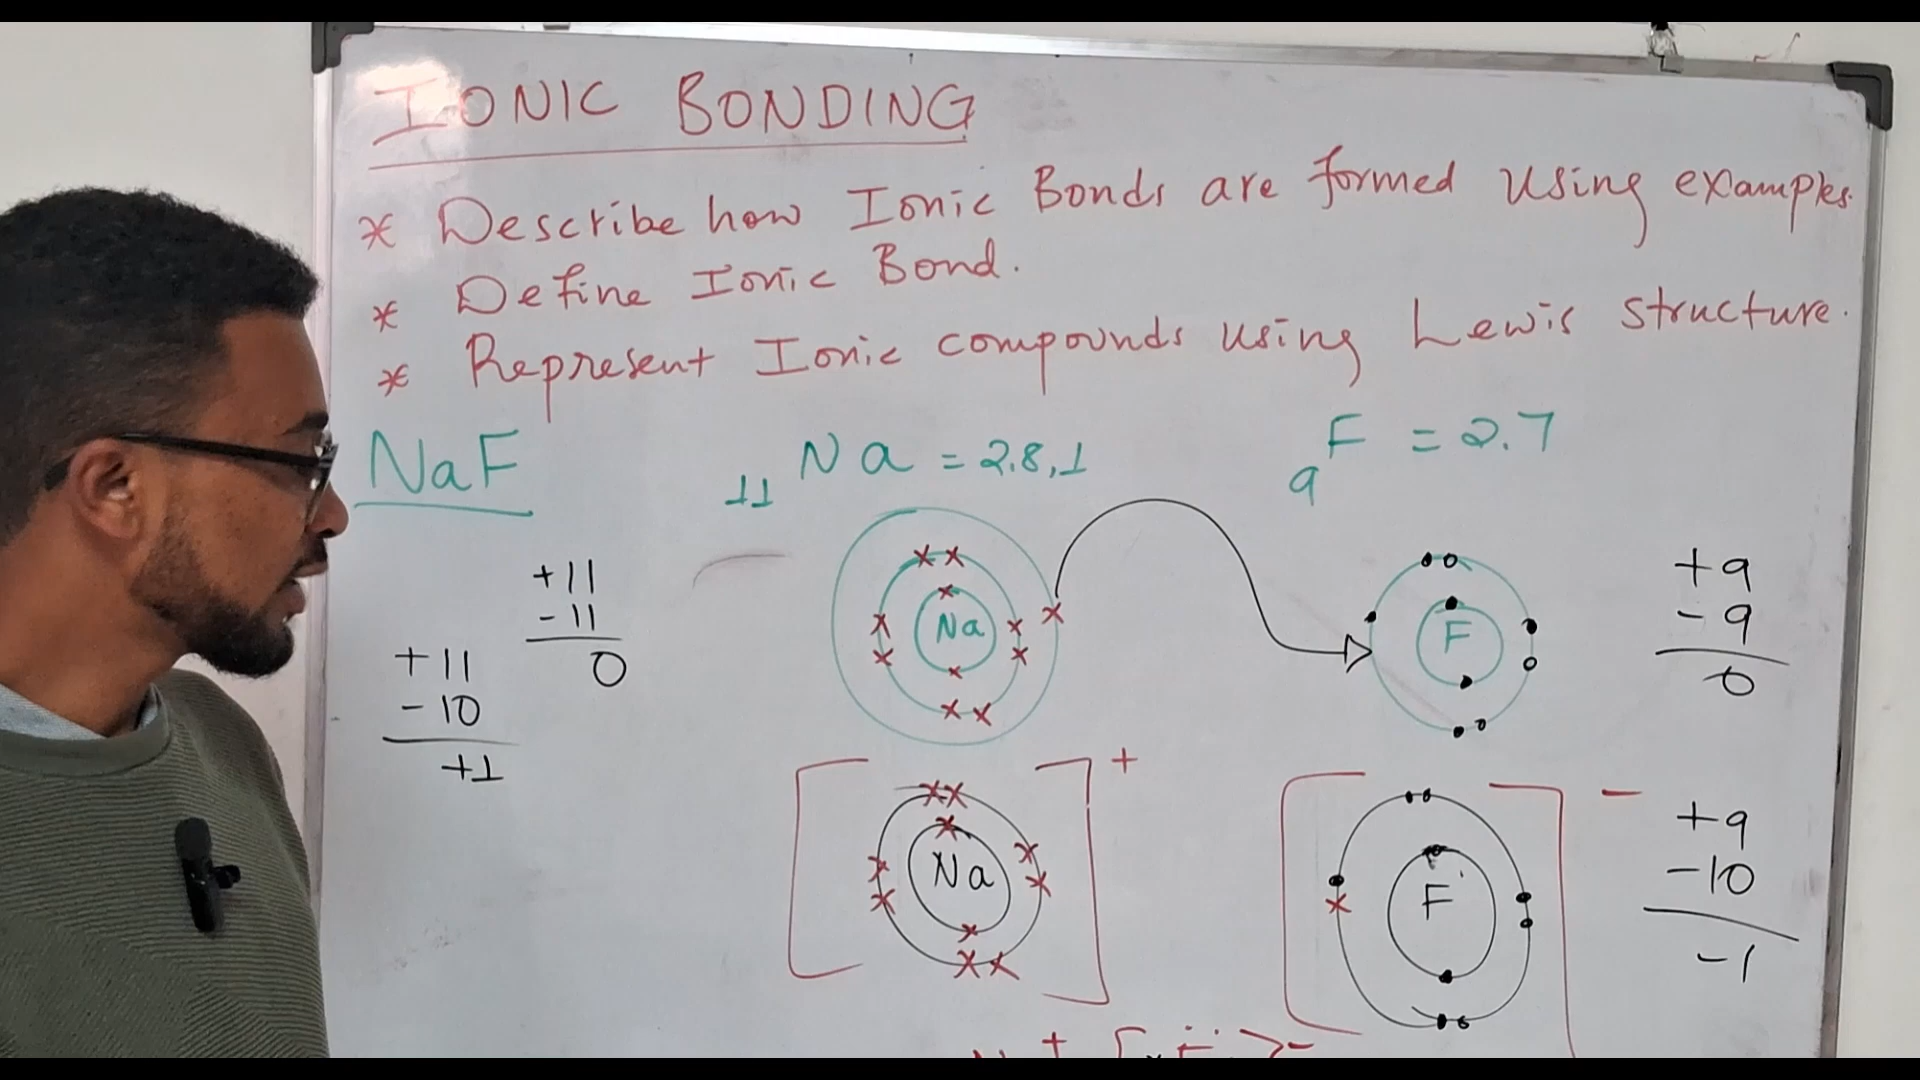 IONIC BONDING
* Describe how Ionic Bonds are formed using examples.
* Define Ionic Bond.
* Represent Ionic compounds using Lewis structure.
NaF
11 Na = 2.8,1
9 F = 2.7
+11
-11
0
+11
-10
+1
Na
F
+9
-9
0
[Na]+
[F]-
+9
-10
-1